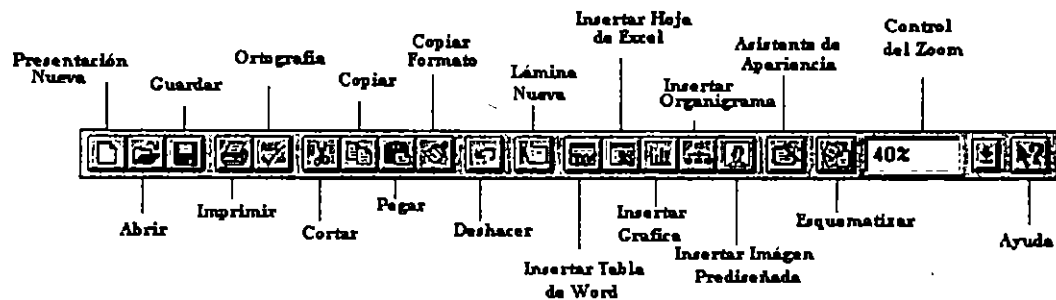 Insertar Hoja
de Excel
Control
del Zoom
Copiar
Formato
Asistente de
Apariencia
Presentación
Nueva
Ortografía
Guardar
Copiar
Lámina
Nueva
Insertar
Organigrama
40%
Abrir
Imprimir
Cortar
Pegar
Deshacer
Insertar
Grafica
Esquematizar
Ayuda
Insertar Tabla
de Word
Insertar Imágen
Prediseñada